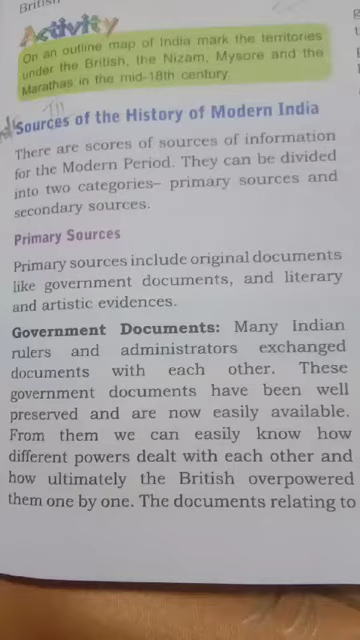 British
Activity
On an outline map of India mark the territories
under the British, the Nizam, Mysore and the
Marathas in the mid-18th century.
Sources of the History of Modern India
There are scores of sources of information
for the Modern Period. They can be divided
into two categories– primary sources and
secondary sources.
Primary Sources
Primary sources include original documents
like government documents, and literary
and artistic evidences.
Government Documents: Many Indian
rulers and administrators exchanged
documents with each other. These
government documents have been well
preserved and are now easily available.
From them we can easily know how
different powers dealt with each other and
how ultimately the British overpowered
them one by one. The documents relating to